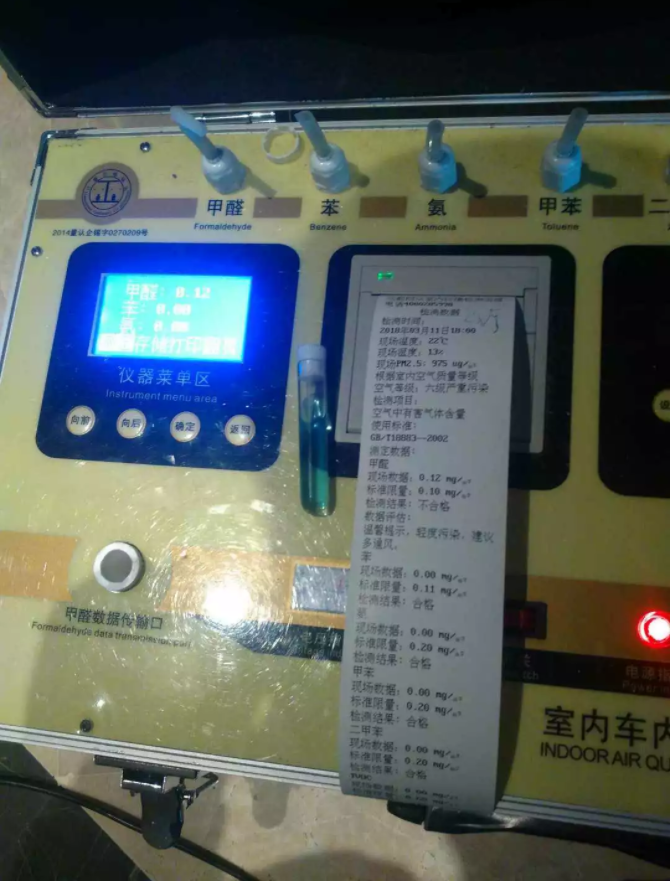 甲醛
Formaldehyde
苯
Benzene
氨
Ammonia
甲苯
Toluene
二
2014量认企
字0270209号
甲醛: 0.12
苯: 0.00
氨: 0.00
存储打印
仪器菜单区
Instrument menu area
向前
向后
确定
返回
检测数据
检测时间:
2018年03月11日18:00
现场温度: 22℃
现场湿度: 13%
现场PM2.5: 975 ug/m³
根据室内空气质量等级
空气等级: 六级严重污染
检测项目:
空气中有害气体含量
使用标准:
GB/T18883--2002
测定数据:
甲醛
现场数据: 0.12 mg/m³
标准限量: 0.10 mg/m³
检测结果: 不合格
数据评估:
温馨提示, 轻度污染, 建议
多通风,
苯
现场数据: 0.00 mg/m³
标准限量: 0.11 mg/m³
检测结果: 合格
氨
现场数据: 0.00 mg/m³
标准限量: 0.20 mg/m³
检测结果: 合格
甲苯
现场数据: 0.00 mg/m³
标准限量: 0.20 mg/m³
检测结果: 合格
二甲苯
现场数据: 0.00 mg/m³
标准限量: 0.20 mg/m³
检测结果: 合格
TVOC
甲醛数据传输口
Formaldehyde data
电源指
Power
室内车内
INDOOR AIR QU